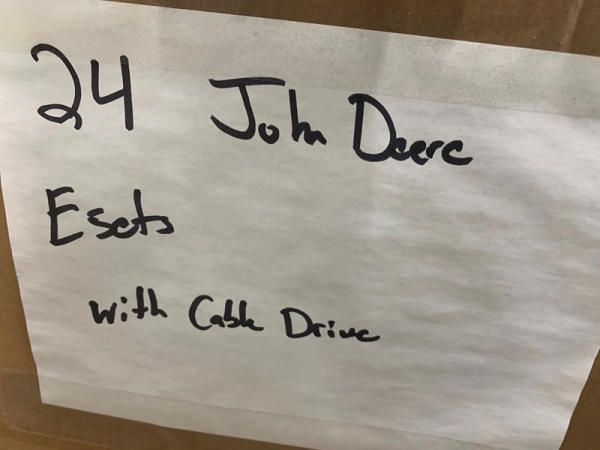 24 John Deere
Esets
with Cable Drive